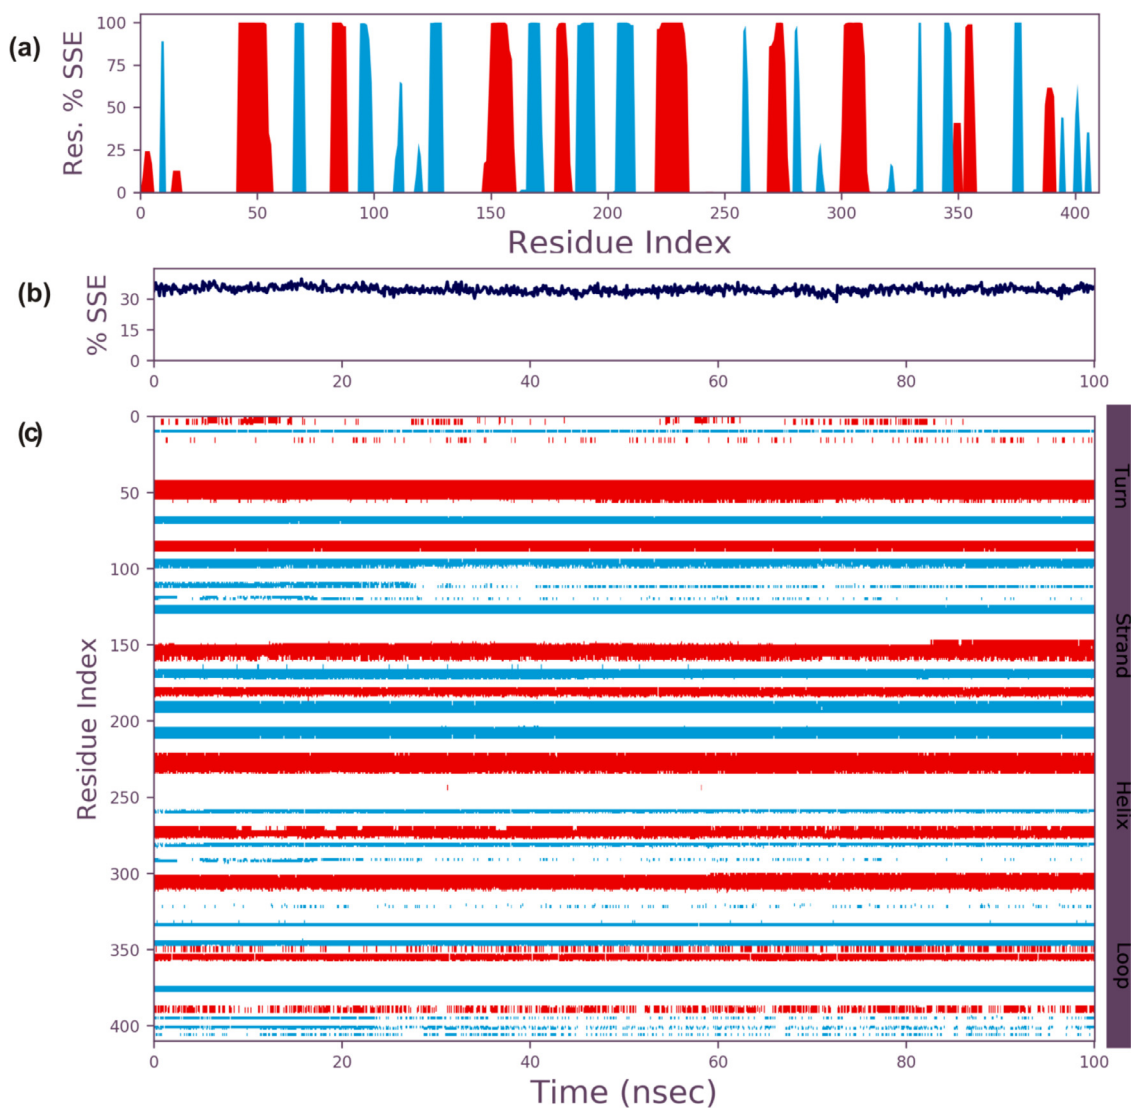 (a)
Res. % SSE
100
75
50
25
0
0 50 100 150 200 250 300 350 400
Residue Index
(b)
% SSE
30
15
0
0 20 40 60 80 100
(c)
Residue Index
0
50
100
150
200
250
300
350
400
0 20 40 60 80 100
Time (nsec)
Turn
Strand
Helix
Loop